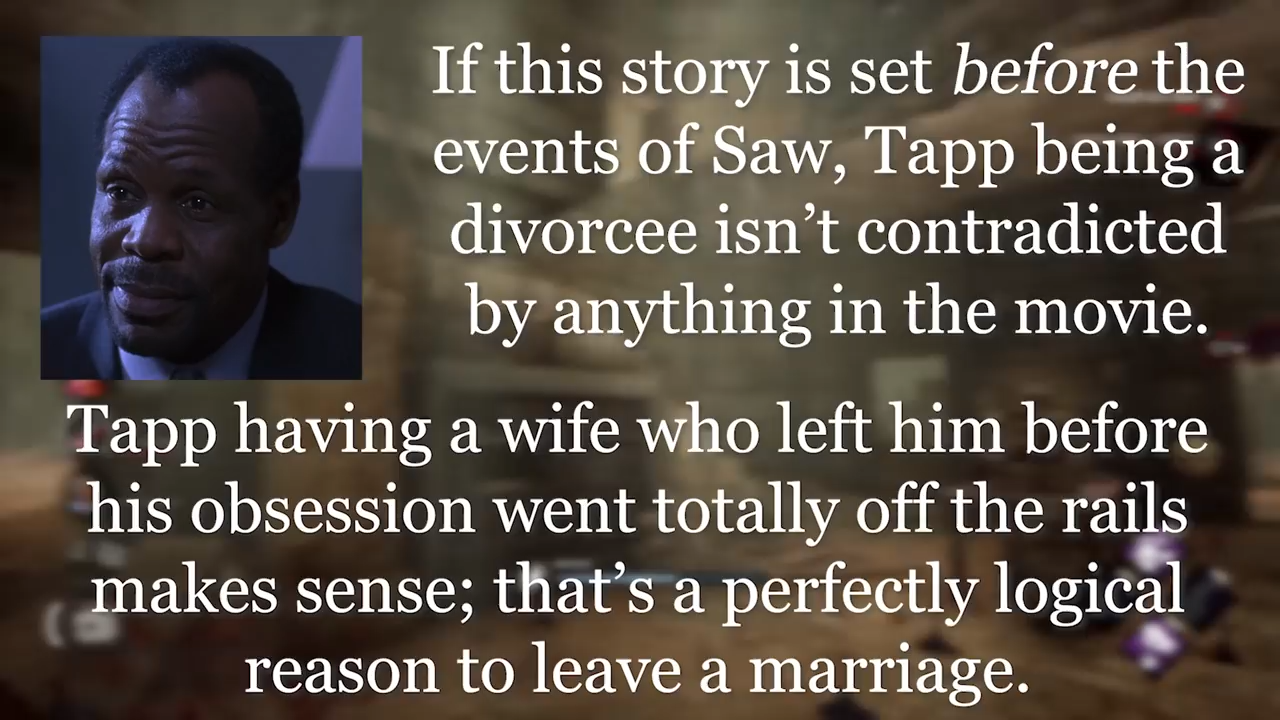 If this story is set before the
events of Saw, Tapp being a
divorcee isn’t contradicted
by anything in the movie.
Tapp having a wife who left him before
his obsession went totally off the rails
makes sense; that’s a perfectly logical
reason to leave a marriage.